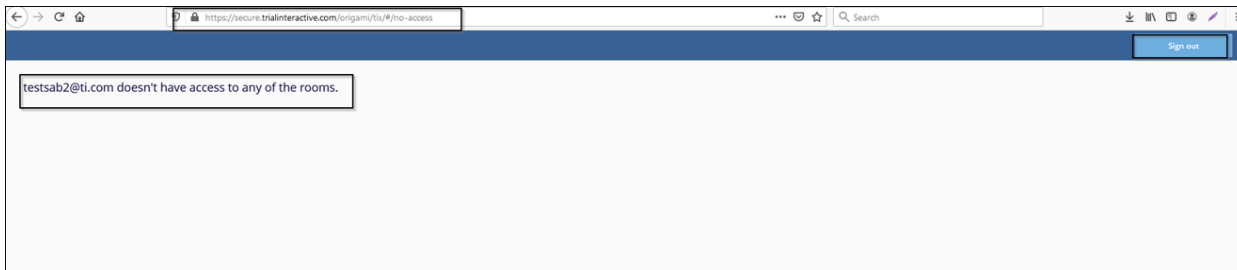 https://secure.trialinteractive.com/origami/tix/#/no-access
Search
Sign out
testsab2@ti.com doesn't have access to any of the rooms.